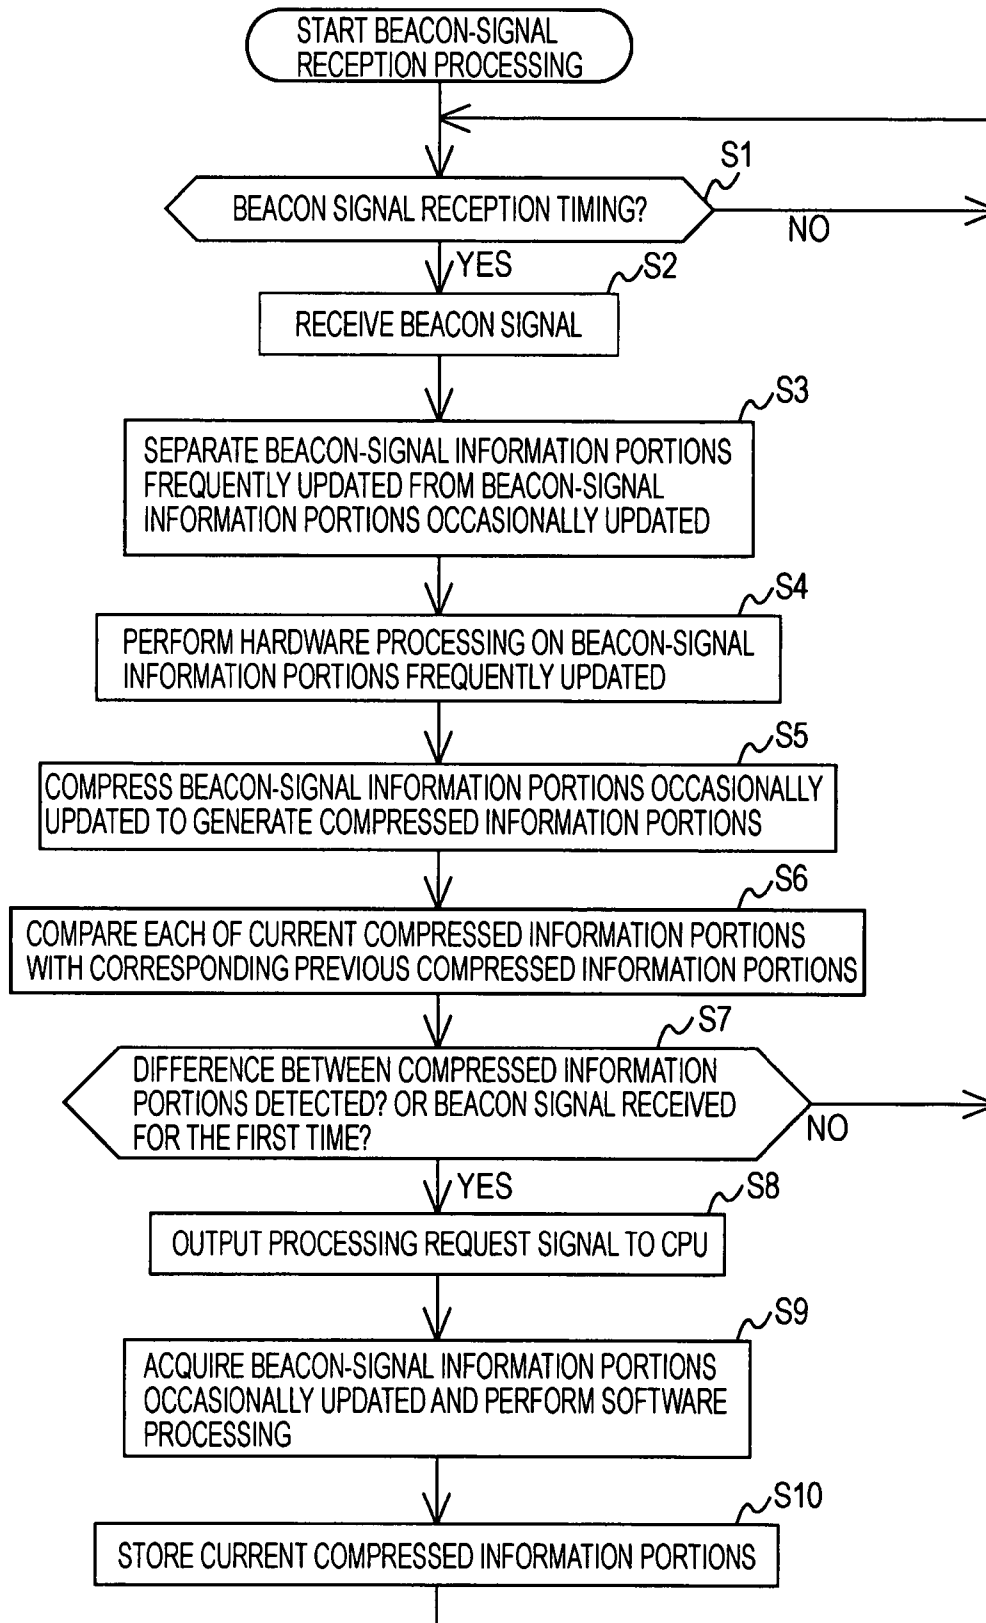 START BEACON-SIGNAL
RECEPTION PROCESSING
S1
BEACON SIGNAL RECEPTION TIMING?
NO
YES
S2
RECEIVE BEACON SIGNAL
S3
SEPARATE BEACON-SIGNAL INFORMATION PORTIONS
FREQUENTLY UPDATED FROM BEACON-SIGNAL
INFORMATION PORTIONS OCCASIONALLY UPDATED
S4
PERFORM HARDWARE PROCESSING ON BEACON-SIGNAL
INFORMATION PORTIONS FREQUENTLY UPDATED
S5
COMPRESS BEACON-SIGNAL INFORMATION PORTIONS OCCASIONALLY
UPDATED TO GENERATE COMPRESSED INFORMATION PORTIONS
S6
COMPARE EACH OF CURRENT COMPRESSED INFORMATION PORTIONS
WITH CORRESPONDING PREVIOUS COMPRESSED INFORMATION PORTIONS
S7
DIFFERENCE BETWEEN COMPRESSED INFORMATION
PORTIONS DETECTED? OR BEACON SIGNAL RECEIVED
FOR THE FIRST TIME?
NO
YES
S8
OUTPUT PROCESSING REQUEST SIGNAL TO CPU
S9
ACQUIRE BEACON-SIGNAL INFORMATION PORTIONS
OCCASIONALLY UPDATED AND PERFORM SOFTWARE
PROCESSING
S10
STORE CURRENT COMPRESSED INFORMATION PORTIONS